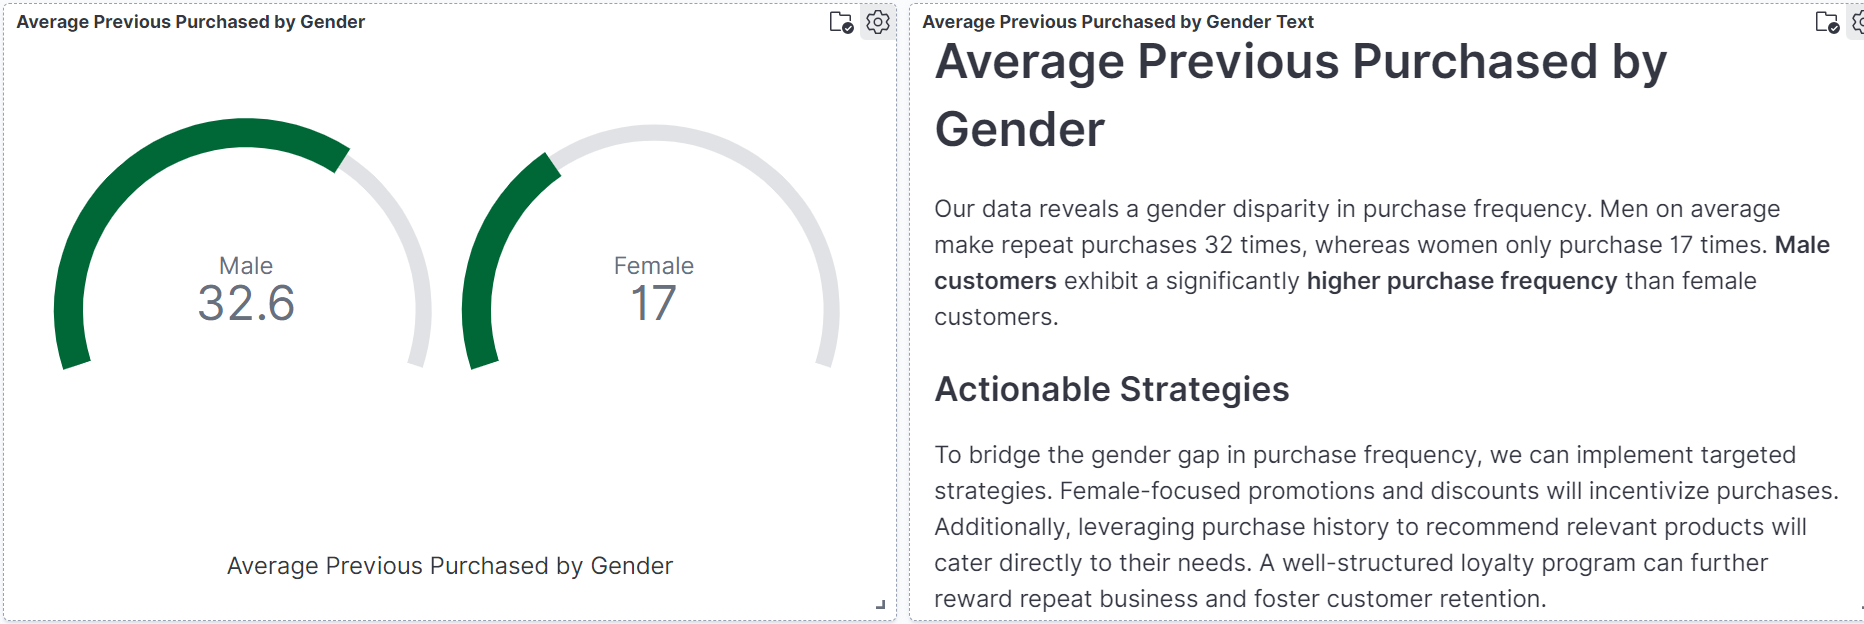 Average Previous Purchased by Gender
Male
32.6
Female
17
Average Previous Purchased by Gender
Average Previous Purchased by Gender Text
Average Previous Purchased by
Gender
Our data reveals a gender disparity in purchase frequency. Men on average
make repeat purchases 32 times, whereas women only purchase 17 times. Male
customers exhibit a significantly higher purchase frequency than female
customers.
Actionable Strategies
To bridge the gender gap in purchase frequency, we can implement targeted
strategies. Female-focused promotions and discounts will incentivize purchases.
Additionally, leveraging purchase history to recommend relevant products will
cater directly to their needs. A well-structured loyalty program can further
reward repeat business and foster customer retention.